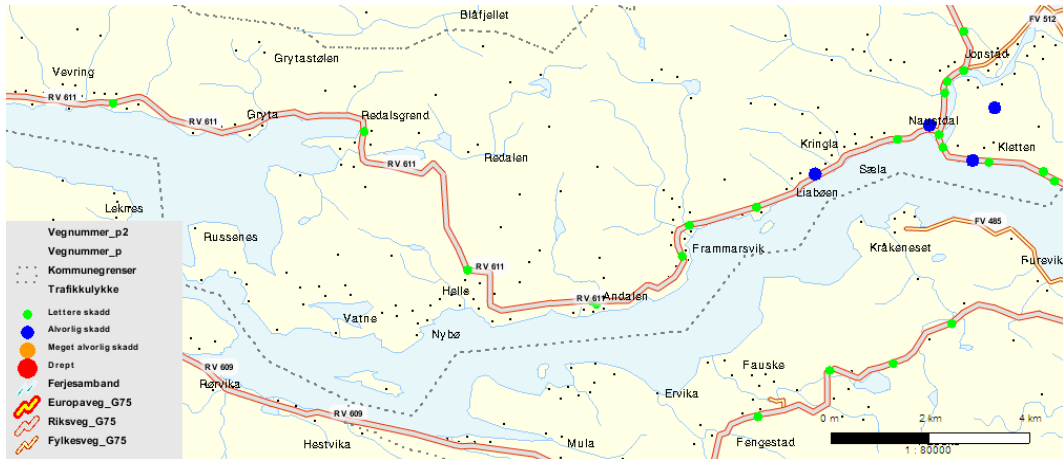 Blåfjellet
FV 512
Grytastølen
Jonstad
Vevring
RV 611
RV 611
Gryta
Redalsgrend
Naustdal
Kringla
Kletten
RV 611
Redalen
Sæla
Liabøen
Leknes
Russenes
Frammarsvik
Kråkeneset
FV 485
Furevik
RV 611
Helle
RV 611
Andalen
Vatne
Nybø
Vegnummer_p2
Vegnummer_p
Kommunegrenser
Trafikkulykke
Lettere skadd
Alvorlig skadd
Meget alvorlig skadd
Drept
Ferjesamband
Europaveg_G75
Riksveg_G75
Fylkesveg_G75
RV 609
Rørvika
RV 609
Hestvika
Mula
Fauske
Ervika
Fengestad
0 m 2 km 4 km
1 : 80000